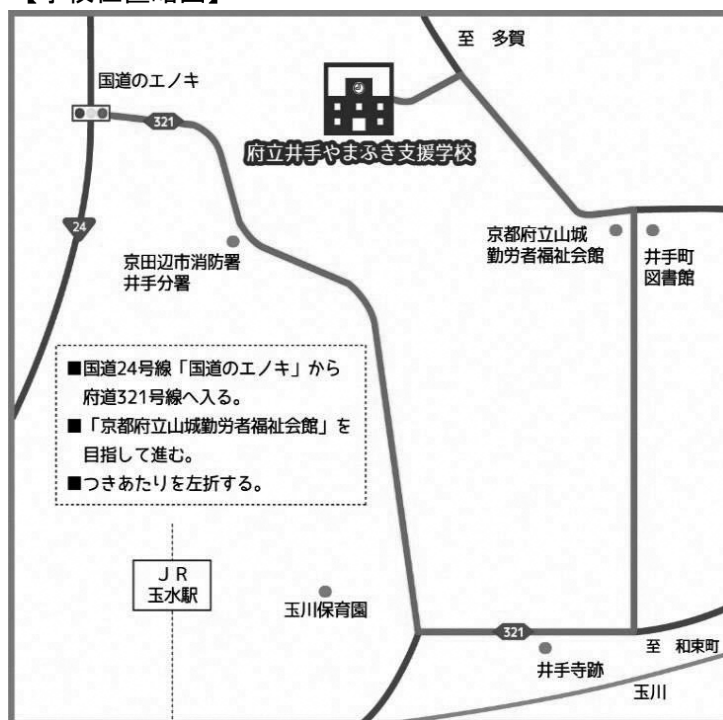 至 多賀
国道のエノキ
321
府立井手やまぶき支援学校
24
京田辺市消防署
井手分署
京都府立山城
勤労者福祉会館
井手町
図書館
■国道24号線「国道のエノキ」から
府道321号線へ入る。
■「京都府立山城勤労者福祉会館」を
目指して進む。
■つきあたりを左折する。
JR
玉水駅
玉川保育園
321
井手寺跡
至 和束町
玉川